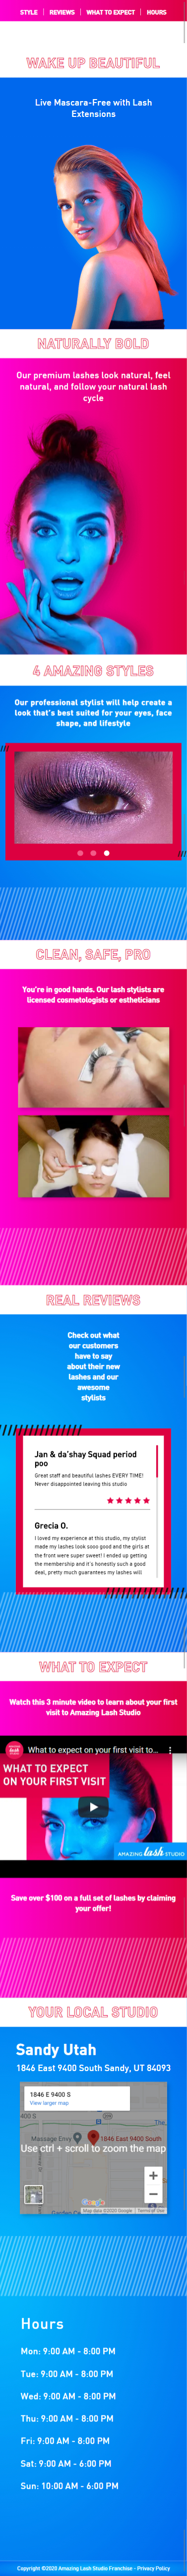 STYLE | REVIEWS | WHAT TO EXPECT | HOURS
WAKE UP BEAUTIFUL
Live Mascara-Free with Lash
Extensions
NATURALLY BOLD
Our premium lashes look natural, feel
natural, and follow your natural lash
cycle
4 AMAZING STYLES
Our professional stylist will help create a
look that's best suited for your eyes, face
shape, and lifestyle
CLEAN, SAFE, PRO
You're in good hands. Our lash stylists are
licensed cosmetologists or estheticians
REAL REVIEWS
Check out what
our customers
have to say
about their new
lashes and our
awesome
stylists
Jan & da'shay Squad period
poo
Great staff and beautiful lashes EVERY TIME!
Never disappointed leaving this studio
Grecia O.
I loved my experience at this studio, my stylist
made my lashes look sooo good and the girls at
the front were super sweet! I ended up getting
the membership and it's honestly such a good
deal, pretty much guarantees my lashes will
WHAT TO EXPECT
Watch this 3 minute video to learn about your first
visit to Amazing Lash Studio
What to expect on your first visit to...
WHAT TO EXPECT
ON YOUR FIRST VISIT
AMAZING lash STUDIO
Save over $100 on a full set of lashes by claiming
your offer!
YOUR LOCAL STUDIO
Sandy Utah
1846 East 9400 South Sandy, UT 84093
1846 E 9400 S
View larger map
400 S
The
Massage Envy
1846 East 9400 South
Use ctrl + scroll to zoom the map
+
−
Google
Map data ©2020 Google
Terms of Use
Hours
Mon: 9:00 AM - 8:00 PM
Tue: 9:00 AM - 8:00 PM
Wed: 9:00 AM - 8:00 PM
Thu: 9:00 AM - 8:00 PM
Fri: 9:00 AM - 8:00 PM
Sat: 9:00 AM - 6:00 PM
Sun: 10:00 AM - 6:00 PM
Copyright ©2020 Amazing Lash Studio Franchise - Privacy Policy